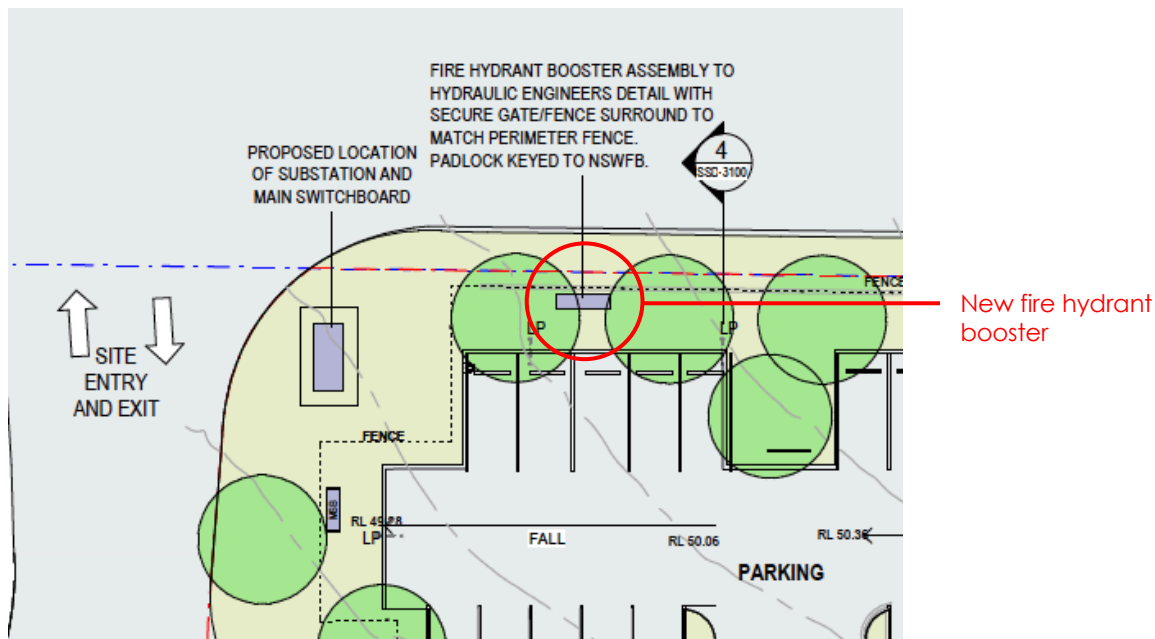 FIRE HYDRANT BOOSTER ASSEMBLY TO
HYDRAULIC ENGINEERS DETAIL WITH
SECURE GATE/FENCE SURROUND TO
MATCH PERIMETER FENCE.
PADLOCK KEYED TO NSWFB.
4
SSD-3100
PROPOSED LOCATION
OF SUBSTATION AND
MAIN SWITCHBOARD
FENCE
New fire hydrant
booster
LP
LP
SITE
ENTRY
AND EXIT
FENCE
MSB
RL 49.28
LP
FALL
RL 50.06
RL 50.36
PARKING